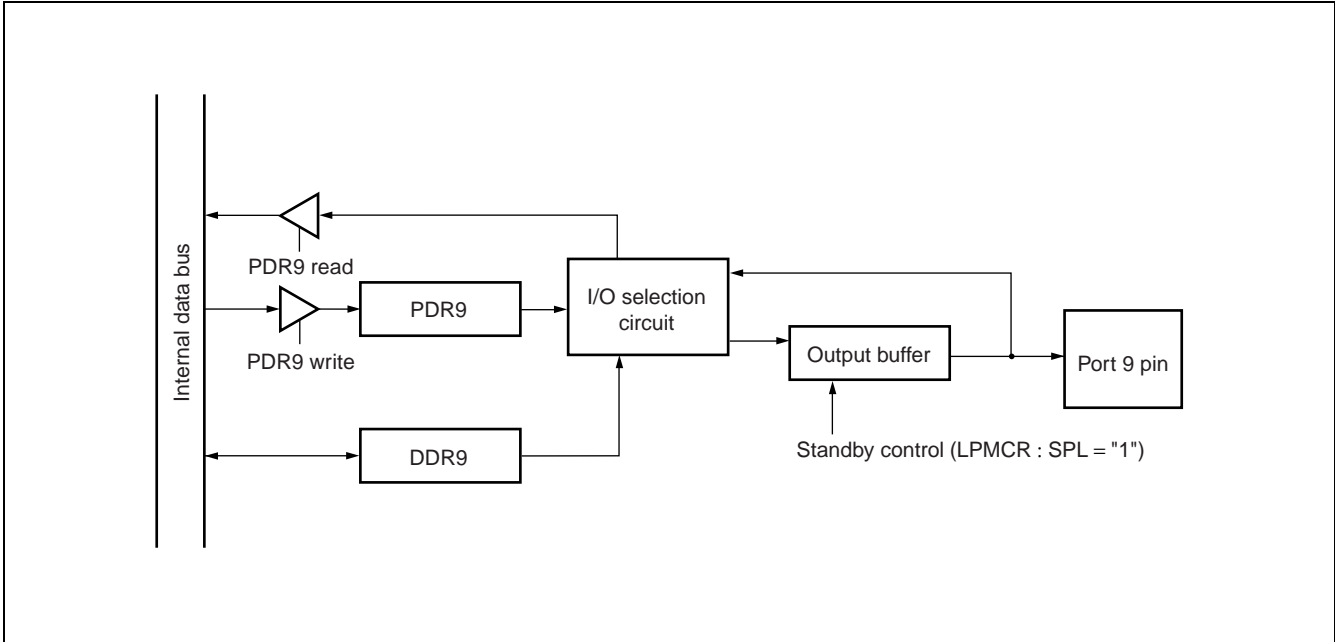 Internal data bus
PDR9 read
PDR9
PDR9 write
I/O selection
circuit
Output buffer
Port 9 pin
DDR9
Standby control (LPMCR : SPL = "1")